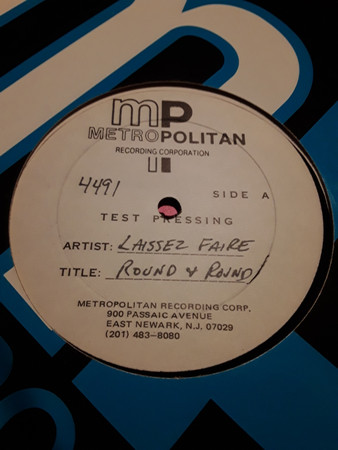 mp
METROPOLITAN
RECORDING CORPORATION
4491 SIDE A
TEST PRESSING
ARTIST: LAISSEZ FAIRE
TITLE: ROUND & ROUND
METROPOLITAN RECORDING CORP.
900 PASSAIC AVENUE
EAST NEWARK, N.J. 07029
(201) 483-8080